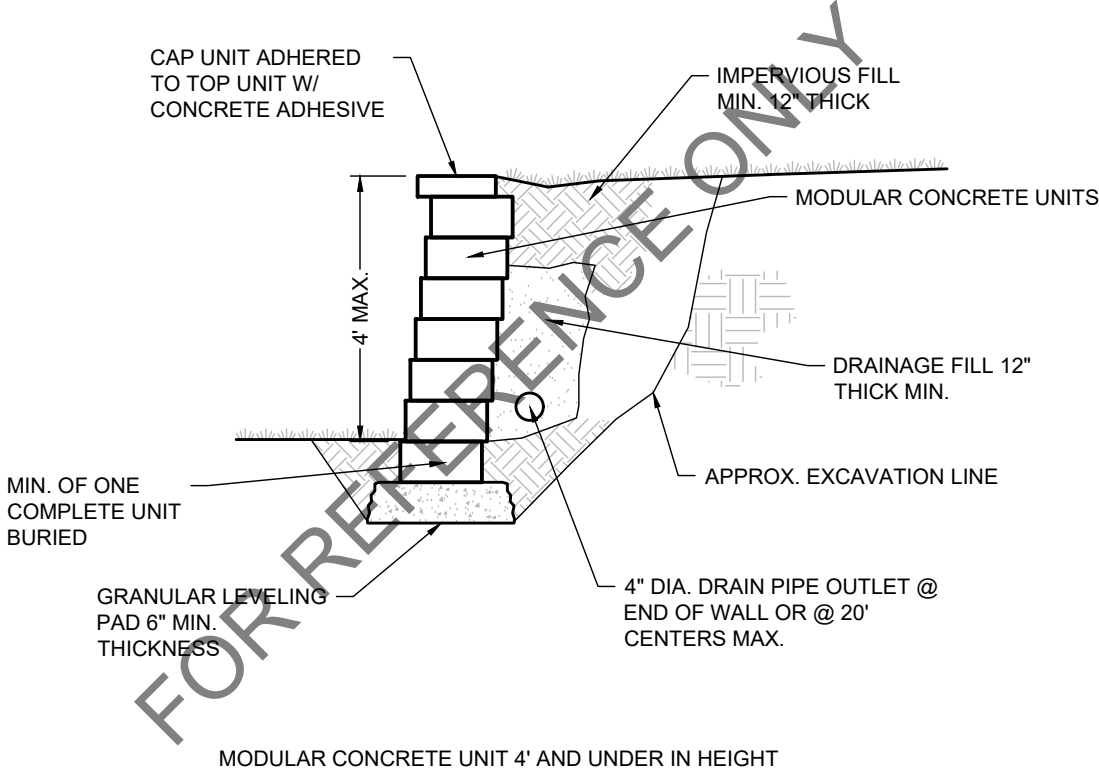 CAP UNIT ADHERED
TO TOP UNIT W/
CONCRETE ADHESIVE
IMPERVIOUS FILL
MIN. 12" THICK
MODULAR CONCRETE UNITS
4' MAX.
DRAINAGE FILL 12"
THICK MIN.
APPROX. EXCAVATION LINE
MIN. OF ONE
COMPLETE UNIT
BURIED
GRANULAR LEVELING
PAD 6" MIN.
THICKNESS
4" DIA. DRAIN PIPE OUTLET @
END OF WALL OR @ 20'
CENTERS MAX.
FOR REFERENCE ONLY
MODULAR CONCRETE UNIT 4' AND UNDER IN HEIGHT